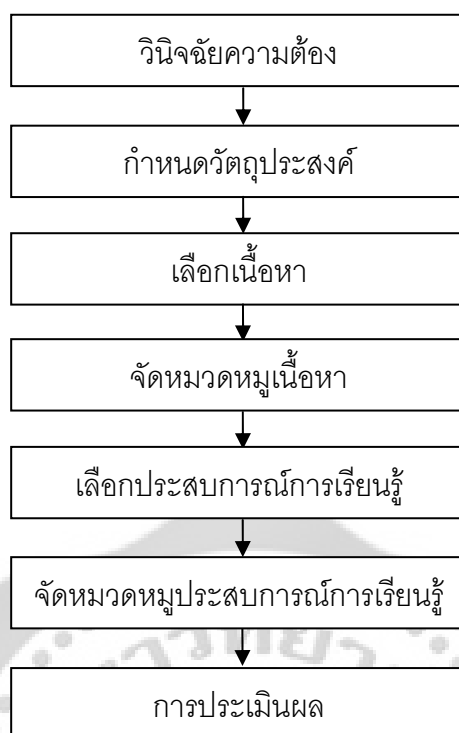 วินิจฉัยความต้อง
กำหนดวัตถุประสงค์
เลือกเนื้อหา
จัดหมวดหมู่เนื้อหา
เลือกประสบการณ์การเรียนรู้
จัดหมวดหมู่ประสบการณ์การเรียนรู้
การประเมินผล